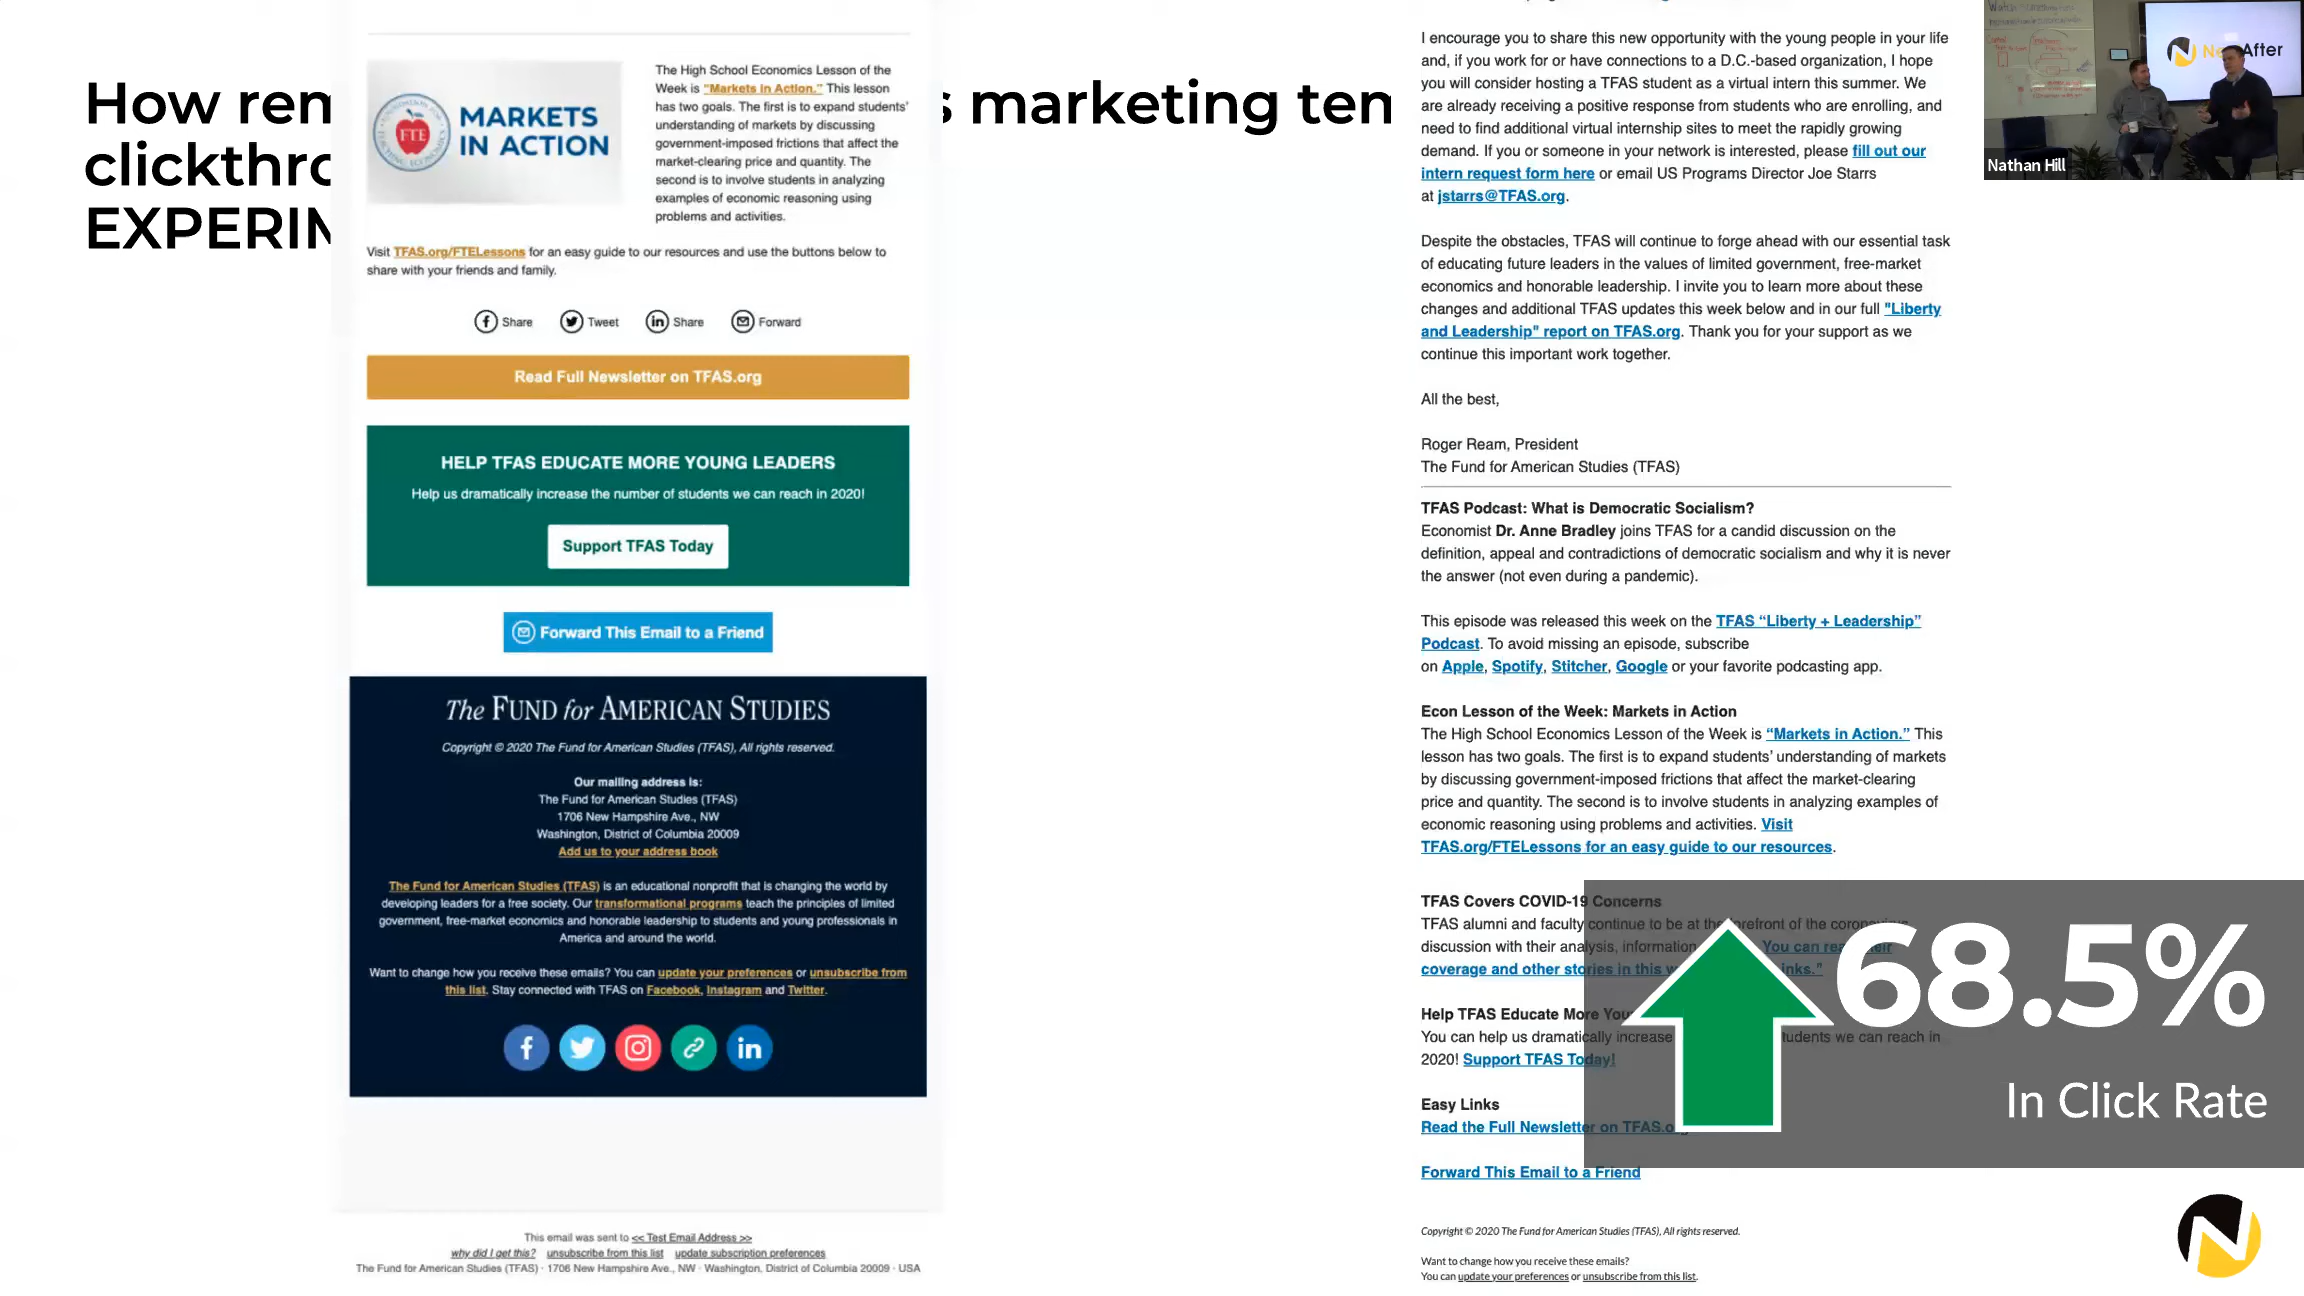 How ren
s marketing ten
clickthro
EXPERIM
FTE
MARKETS
IN ACTION
The High School Economics Lesson of the
Week is "Markets in Action." This lesson
has two goals. The first is to expand students'
understanding of markets by discussing
government-imposed frictions that affect the
market-clearing price and quantity. The
second is to involve students in analyzing
examples of economic reasoning using
problems and activities.
Visit TFAS.org/FTELessons for an easy guide to our resources and use the buttons below to
share with your friends and family.
Share Tweet Share Forward
Read Full Newsletter on TFAS.org
HELP TFAS EDUCATE MORE YOUNG LEADERS
Help us dramatically increase the number of students we can reach in 2020!
Support TFAS Today
Forward This Email to a Friend
The FUND for AMERICAN STUDIES
Copyright © 2020 The Fund for American Studies (TFAS), All rights reserved.
Our mailing address is:
The Fund for American Studies (TFAS)
1706 New Hampshire Ave., NW
Washington, District of Columbia 20009
Add us to your address book
The Fund for American Studies (TFAS) is an educational nonprofit that is changing the world by
developing leaders for a free society. Our transformational programs teach the principles of limited
government, free-market economics and honorable leadership to students and young professionals in
America and around the world.
Want to change how you receive these emails? You can update your preferences or unsubscribe from
this list. Stay connected with TFAS on Facebook, Instagram and Twitter.
This email was sent to << Test Email Address >>
why did I get this? unsubscribe from this list update subscription preferences
The Fund for American Studies (TFAS) · 1706 New Hampshire Ave., NW · Washington, District of Columbia 20009 · USA
I encourage you to share this new opportunity with the young people in your life
and, if you work for or have connections to a D.C.-based organization, I hope
you will consider hosting a TFAS student as a virtual intern this summer. We
are already receiving a positive response from students who are enrolling, and
need to find additional virtual internship sites to meet the rapidly growing
demand. If you or someone in your network is interested, please fill out our
intern request form here or email US Programs Director Joe Starrs
at jstarrs@TFAS.org.
Despite the obstacles, TFAS will continue to forge ahead with our essential task
of educating future leaders in the values of limited government, free-market
economics and honorable leadership. I invite you to learn more about these
changes and additional TFAS updates this week below and in our full "Liberty
and Leadership" report on TFAS.org. Thank you for your support as we
continue this important work together.
All the best,
Roger Ream, President
The Fund for American Studies (TFAS)
TFAS Podcast: What is Democratic Socialism?
Economist Dr. Anne Bradley joins TFAS for a candid discussion on the
definition, appeal and contradictions of democratic socialism and why it is never
the answer (not even during a pandemic).
This episode was released this week on the TFAS “Liberty + Leadership”
Podcast. To avoid missing an episode, subscribe
on Apple, Spotify, Stitcher, Google or your favorite podcasting app.
Econ Lesson of the Week: Markets in Action
The High School Economics Lesson of the Week is “Markets in Action.” This
lesson has two goals. The first is to expand students’ understanding of markets
by discussing government-imposed frictions that affect the market-clearing
price and quantity. The second is to involve students in analyzing examples of
economic reasoning using problems and activities. Visit
TFAS.org/FTELessons for an easy guide to our resources.
TFAS Covers COVID-19 Concerns
TFAS alumni and faculty continue to be at the forefront of the
discussion with their analysis, information You can read their
coverage and other stories in this
Help TFAS Educate More
You can help us dramatically increase students we can reach in
2020! Support TFAS Today!
Easy Links
Read the Full Newsletter on TFAS.o
Forward This Email to a Friend
Copyright © 2020 The Fund for American Studies (TFAS), All rights reserved.
Want to change how you receive these emails?
You can update your preferences or unsubscribe from this list.
68.5%
In Click Rate
After
Nathan Hill